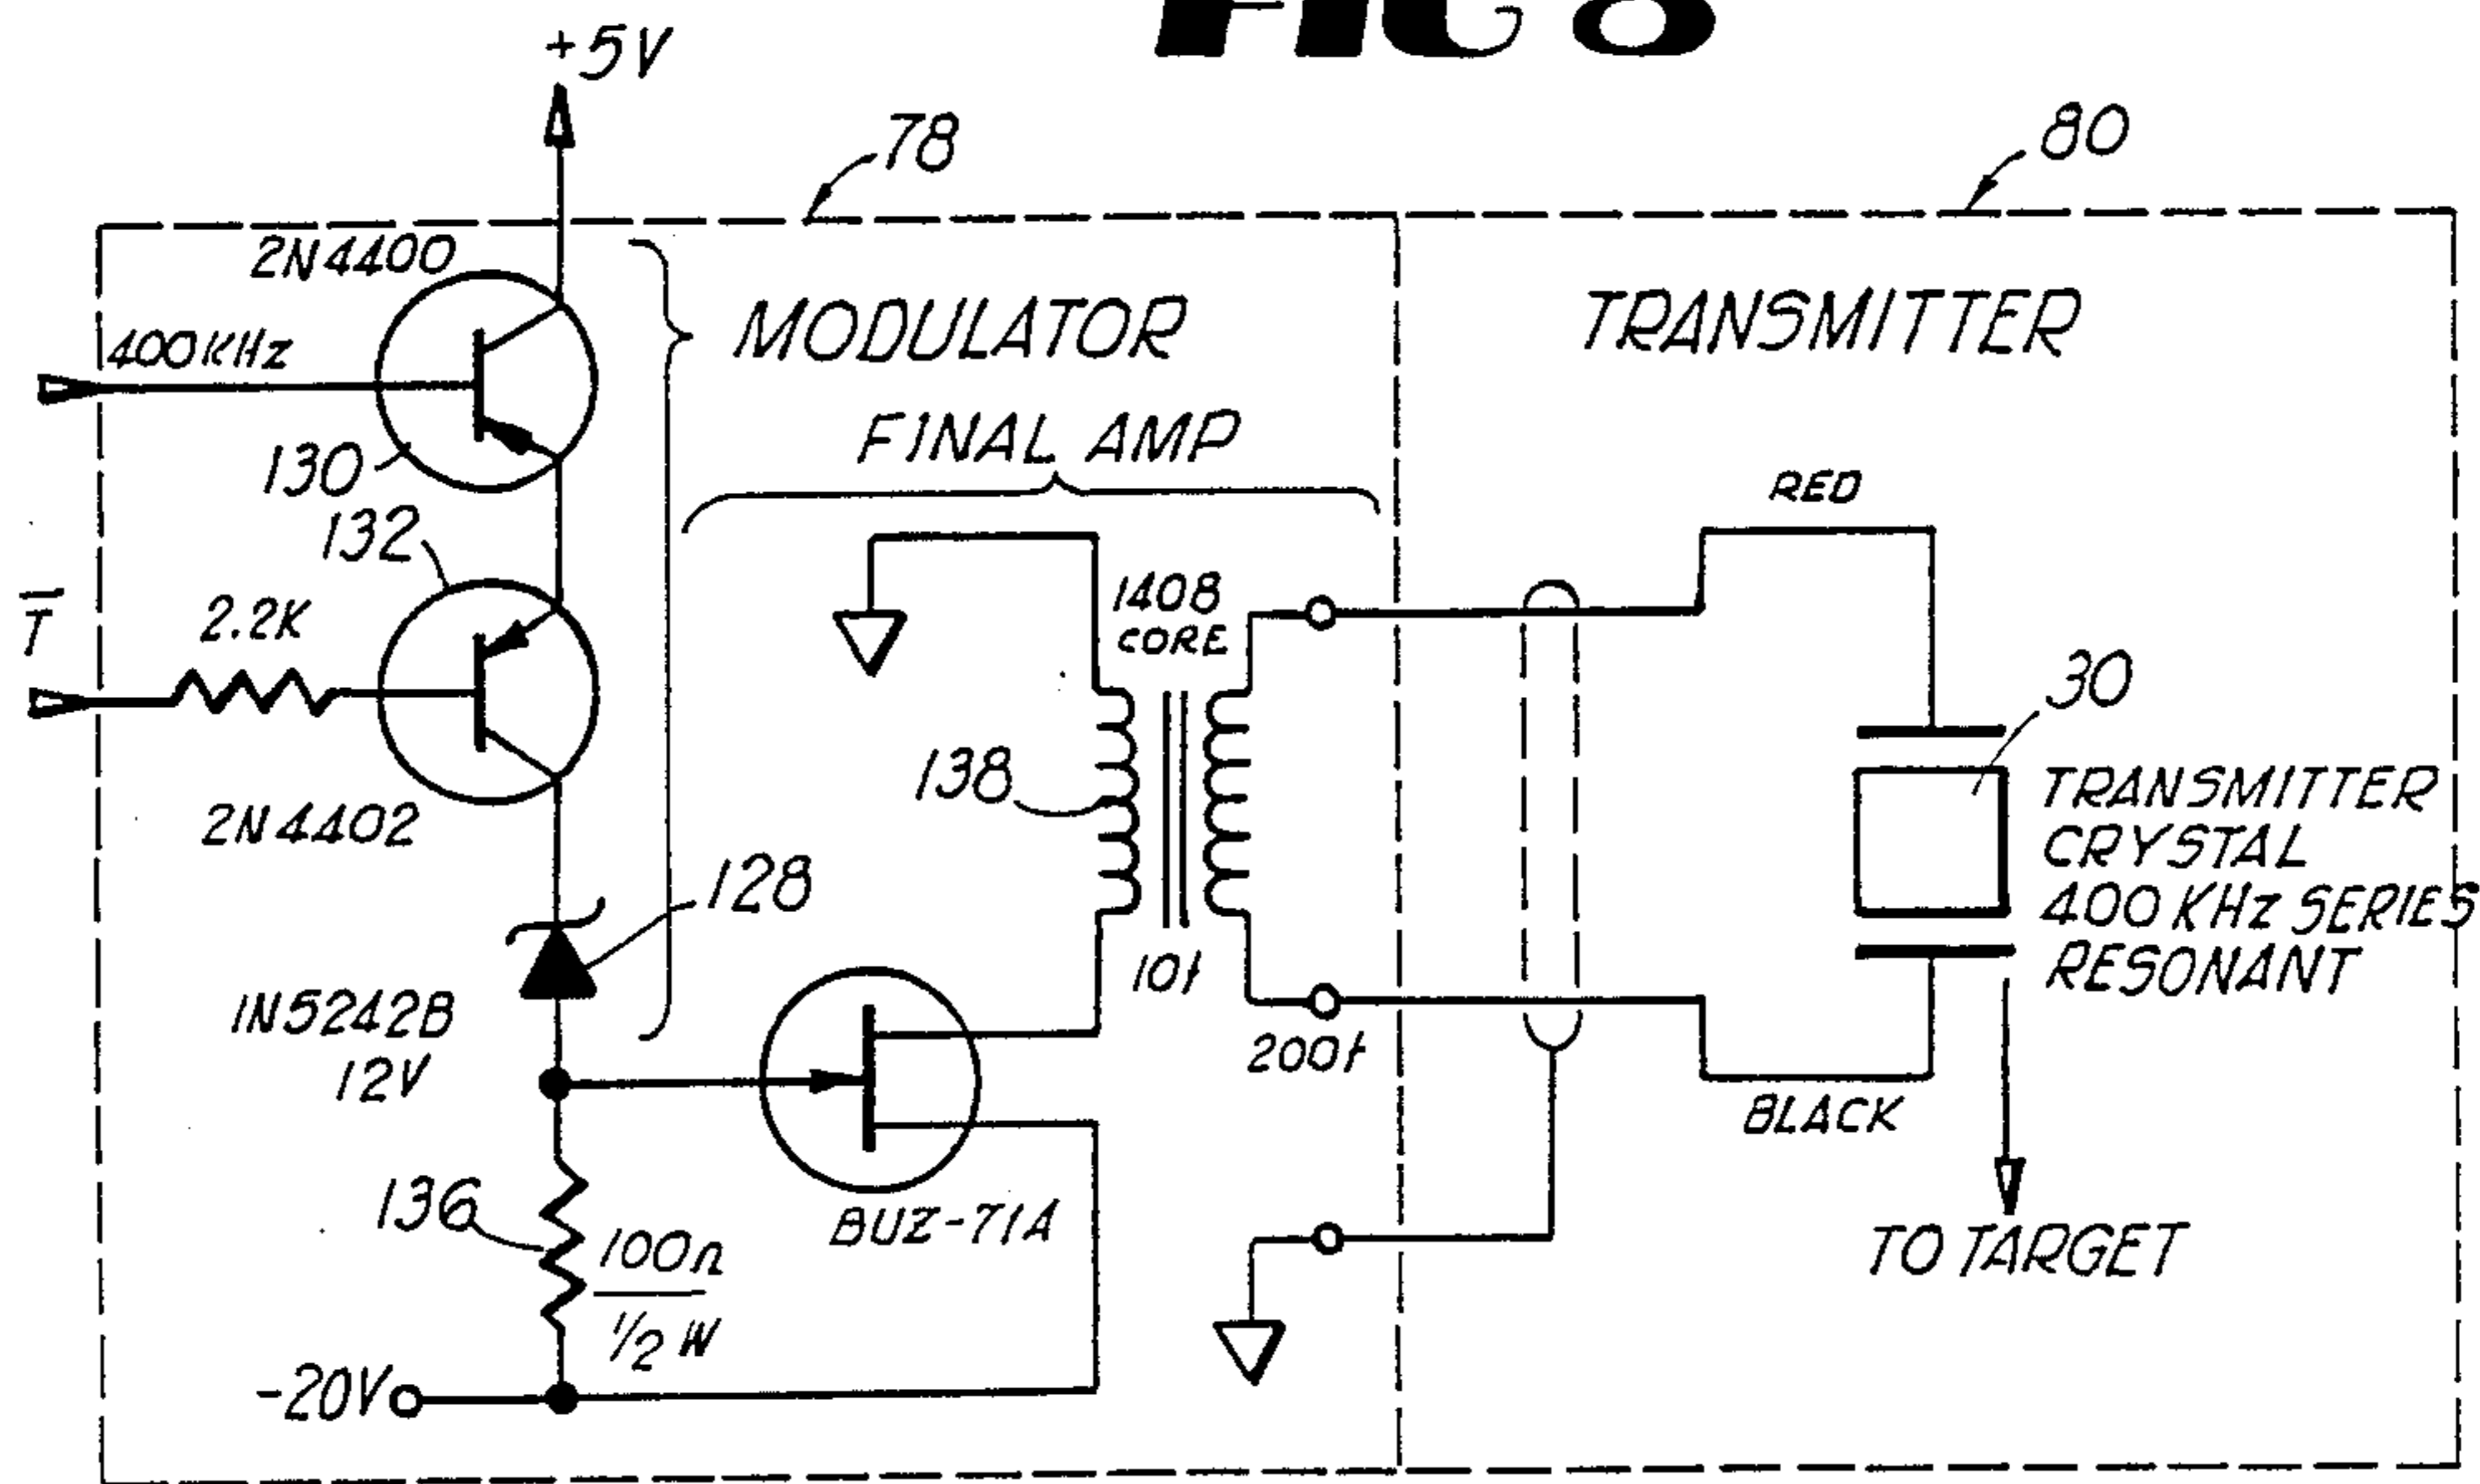 FIG 8
+5V
78
80
2N4400
MODULATOR
TRANSMITTER
400KHz
FINAL AMP
130
RED
132
1408
CORE
T̅
2.2K
30
138
TRANSMITTER
CRYSTAL
400 KHz SERIES
RESONANT
2N4402
128
10t
1N5242B
12V
200t
BLACK
136
100Ω
1/2 W
BUZ-71A
TO TARGET
-20V